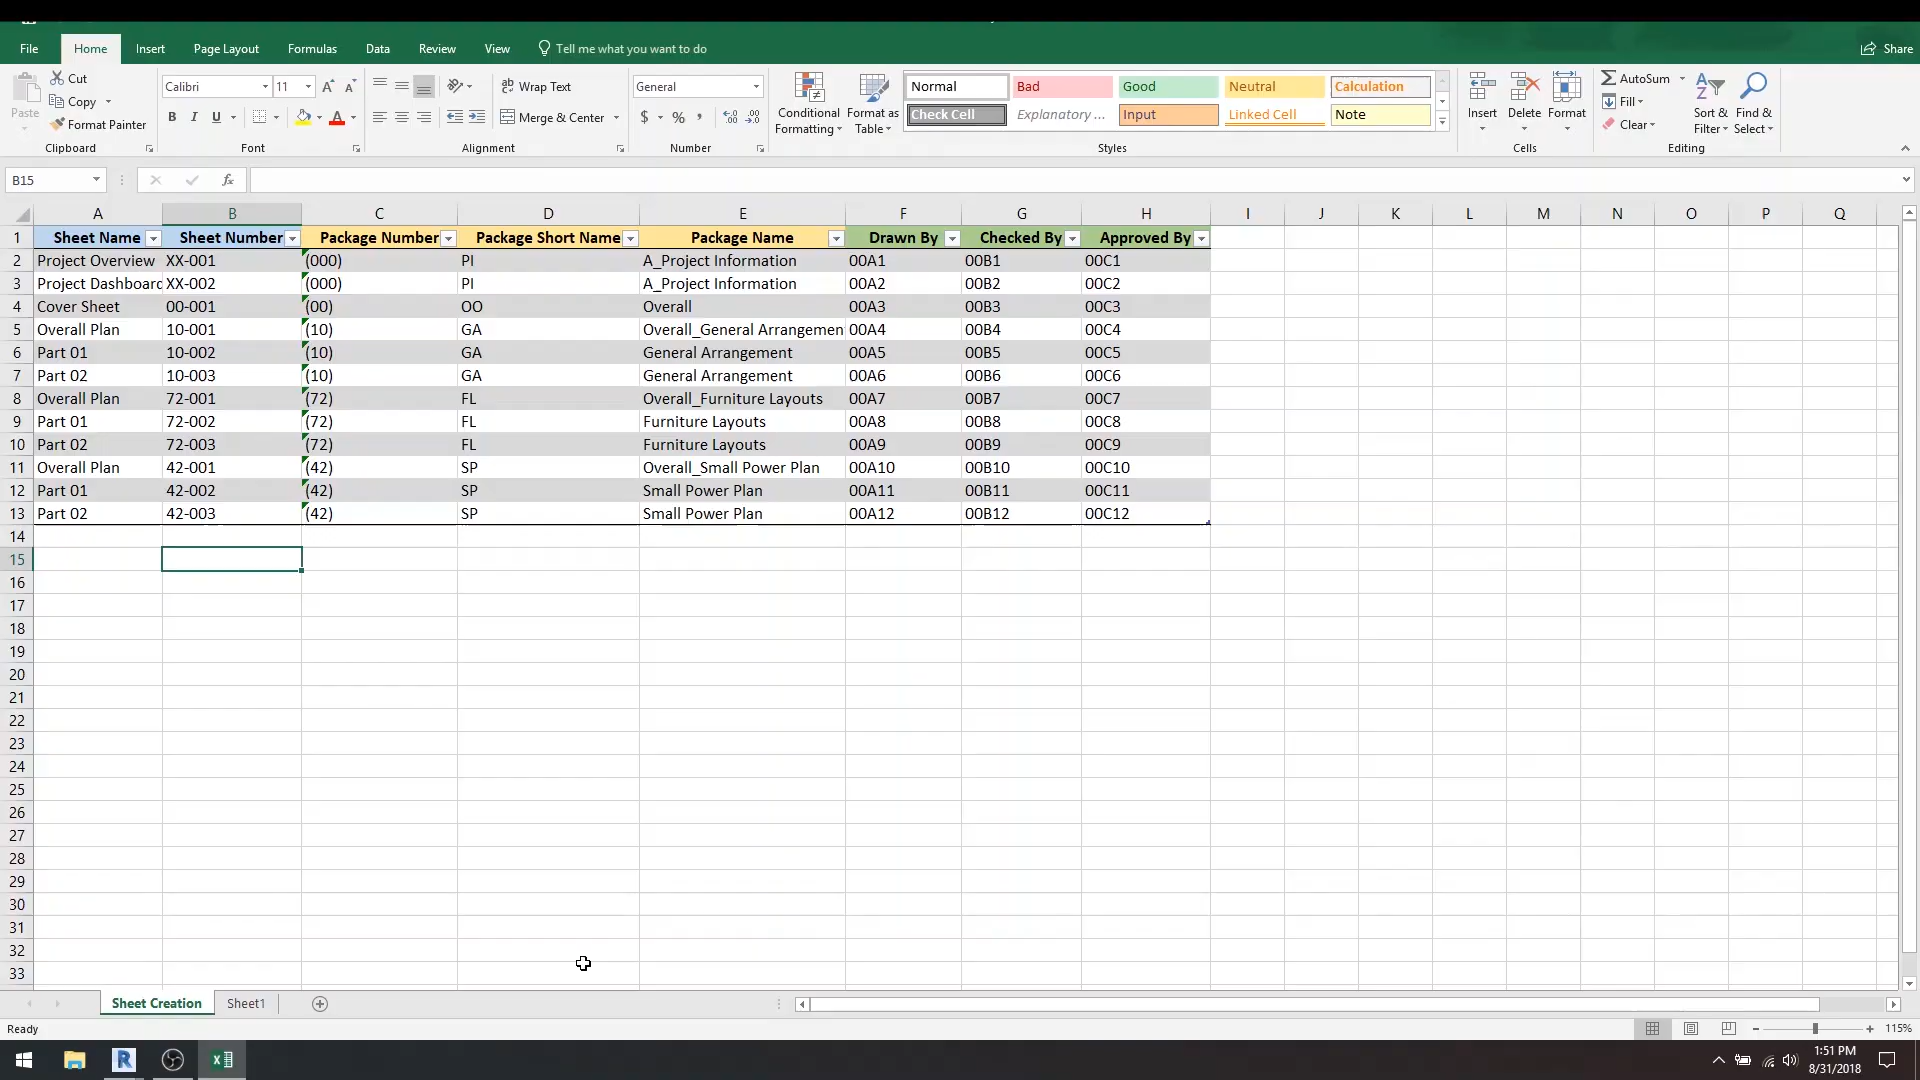 File Home Insert Page Layout Formulas Data Review View Tell me what you want to do Share
Paste Cut Copy Format Painter Clipboard
Calibri 11 A A B I U A Font
Wrap Text Merge & Center Alignment
General $ % , Number
Conditional Formatting Format as Table
Normal Bad Good Neutral Calculation
Check Cell Explanatory ... Input Linked Cell Note
Styles
Insert Delete Format Cells
AutoSum Fill Clear Sort & Filter Find & Select Editing
B15 fx
A B C D E F G H I J K L M N O P Q
1 Sheet Name Sheet Number Package Number Package Short Name Package Name Drawn By Checked By Approved By
2 Project Overview XX-001 (000) PI A_Project Information 00A1 00B1 00C1
3 Project Dashboard XX-002 (000) PI A_Project Information 00A2 00B2 00C2
4 Cover Sheet 00-001 (00) OO Overall 00A3 00B3 00C3
5 Overall Plan 10-001 (10) GA Overall_General Arrangemen 00A4 00B4 00C4
6 Part 01 10-002 (10) GA General Arrangement 00A5 00B5 00C5
7 Part 02 10-003 (10) GA General Arrangement 00A6 00B6 00C6
8 Overall Plan 72-001 (72) FL Overall_Furniture Layouts 00A7 00B7 00C7
9 Part 01 72-002 (72) FL Furniture Layouts 00A8 00B8 00C8
10 Part 02 72-003 (72) FL Furniture Layouts 00A9 00B9 00C9
11 Overall Plan 42-001 (42) SP Overall_Small Power Plan 00A10 00B10 00C10
12 Part 01 42-002 (42) SP Small Power Plan 00A11 00B11 00C11
13 Part 02 42-003 (42) SP Small Power Plan 00A12 00B12 00C12
14
15
16
17
18
19
20
21
22
23
24
25
26
27
28
29
30
31
32
33
Sheet Creation Sheet1
Ready 115%
1:51 PM
8/31/2018